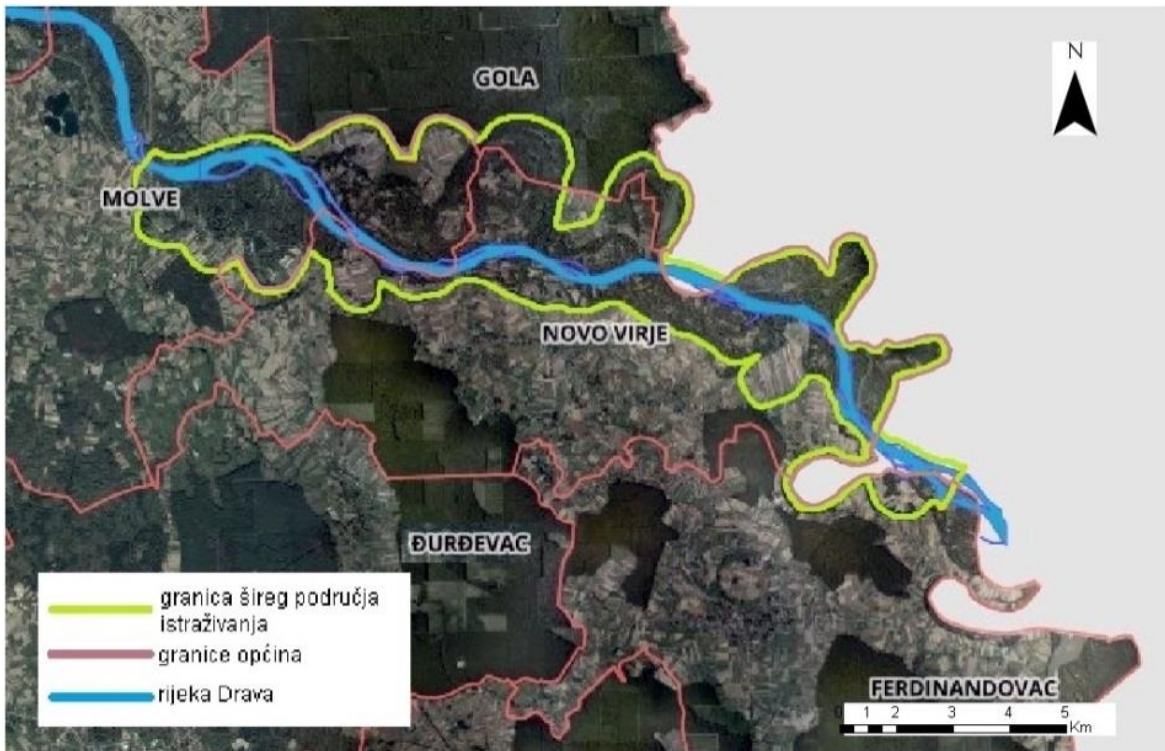 N
GOLA
MOLVE
NOVO VIRJE
ĐURĐEVAC
granica šireg područja
istraživanja
granice općina
rijeka Drava
FERDINANDOVAC
0 1 2 3 4 5
Km